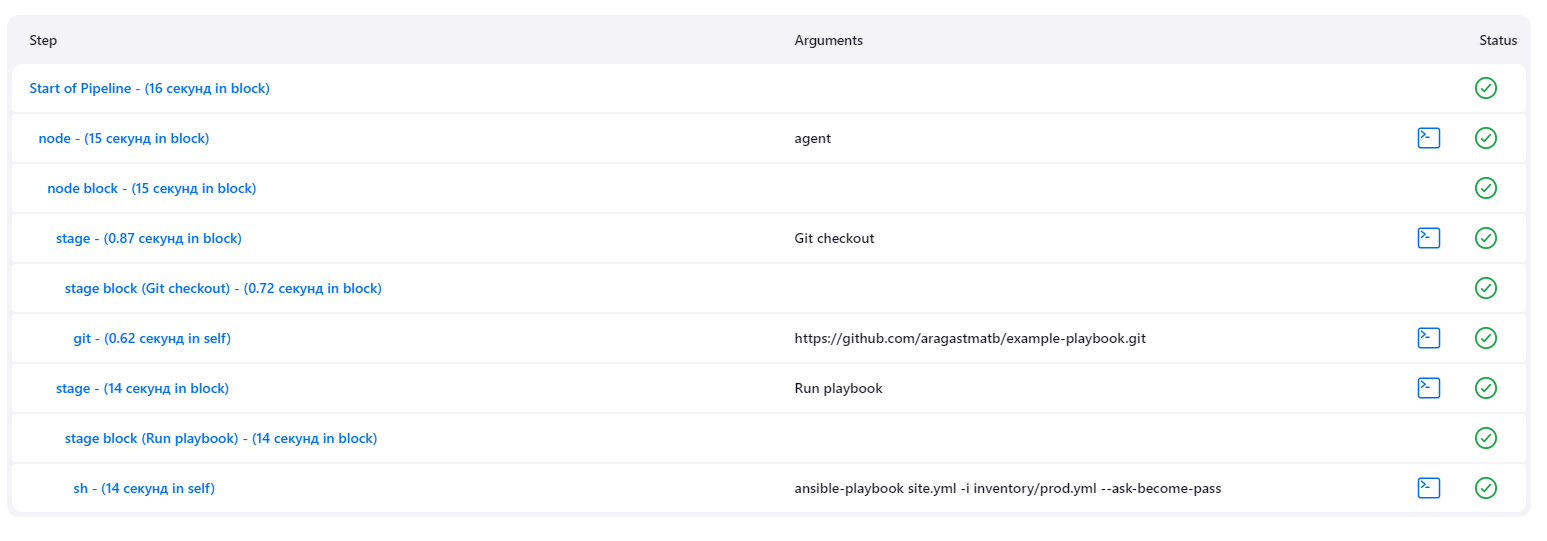 Step Arguments Status
Start of Pipeline - (16 секунд in block)
node - (15 секунд in block) agent
node block - (15 секунд in block)
stage - (0.87 секунд in block) Git checkout
stage block (Git checkout) - (0.72 секунд in block)
git - (0.62 секунд in self) https://github.com/aragastmatb/example-playbook.git
stage - (14 секунд in block) Run playbook
stage block (Run playbook) - (14 секунд in block)
sh - (14 секунд in self) ansible-playbook site.yml -i inventory/prod.yml --ask-become-pass